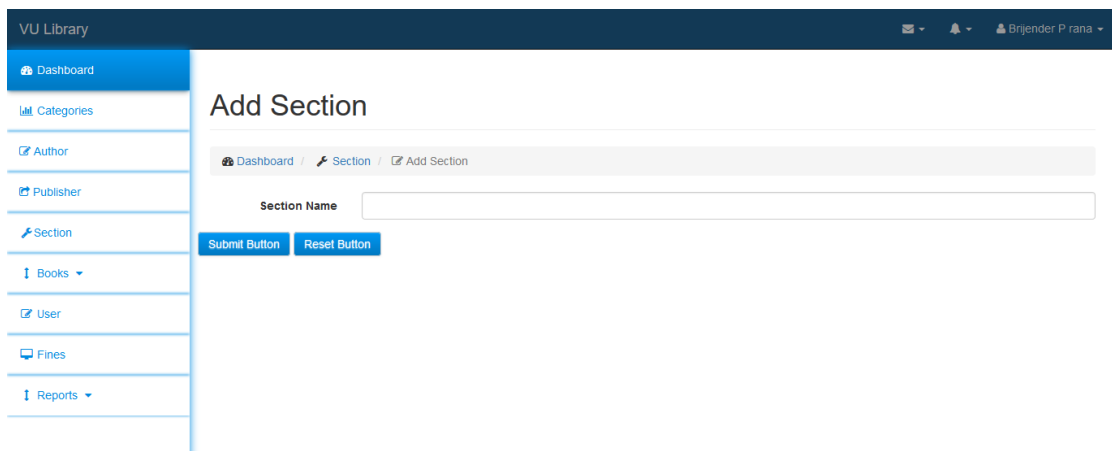 VU Library
Brijender P rana
Dashboard
Categories
Author
Publisher
Section
Books
User
Fines
Reports
Add Section
Dashboard / Section / Add Section
Section Name
Submit Button Reset Button